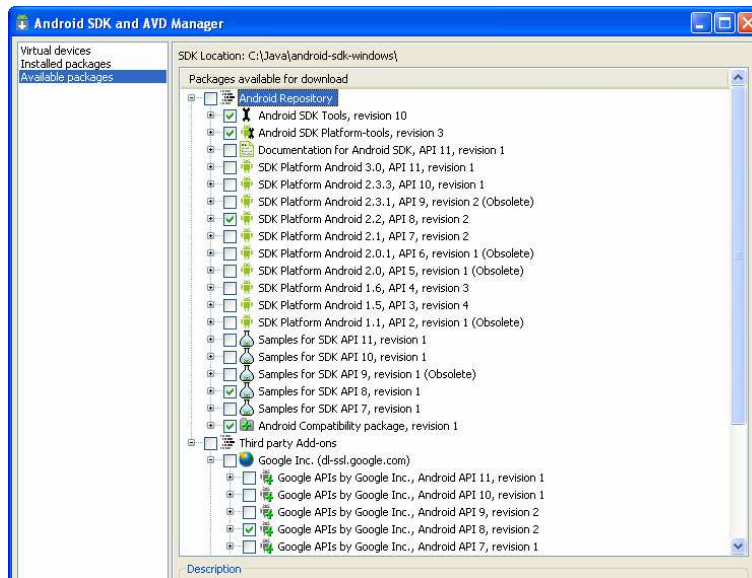 Android SDK and AVD Manager
Virtual devices
Installed packages
Available packages
SDK Location: C:\Java\android-sdk-windows\
Packages available for download
Android Repository
Android SDK Tools, revision 10
Android SDK Platform-tools, revision 3
Documentation for Android SDK, API 11, revision 1
SDK Platform Android 3.0, API 11, revision 1
SDK Platform Android 2.3.3, API 10, revision 1
SDK Platform Android 2.3.1, API 9, revision 2 (Obsolete)
SDK Platform Android 2.2, API 8, revision 2
SDK Platform Android 2.1, API 7, revision 2
SDK Platform Android 2.0.1, API 6, revision 1 (Obsolete)
SDK Platform Android 2.0, API 5, revision 1 (Obsolete)
SDK Platform Android 1.6, API 4, revision 3
SDK Platform Android 1.5, API 3, revision 4
SDK Platform Android 1.1, API 2, revision 1 (Obsolete)
Samples for SDK API 11, revision 1
Samples for SDK API 10, revision 1
Samples for SDK API 9, revision 1 (Obsolete)
Samples for SDK API 8, revision 1
Samples for SDK API 7, revision 1
Android Compatibility package, revision 1
Third party Add-ons
Google Inc. (dl-ssl.google.com)
Google APIs by Google Inc., Android API 11, revision 1
Google APIs by Google Inc., Android API 10, revision 1
Google APIs by Google Inc., Android API 9, revision 2
Google APIs by Google Inc., Android API 8, revision 2
Google APIs by Google Inc., Android API 7, revision 1
Description